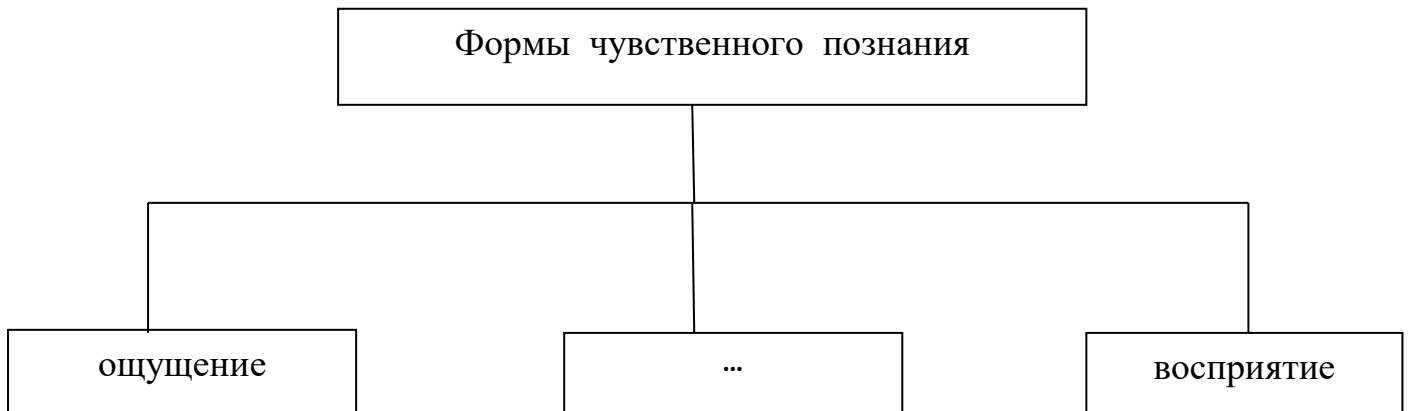 Формы чувственного познания
ощущение
...
восприятие